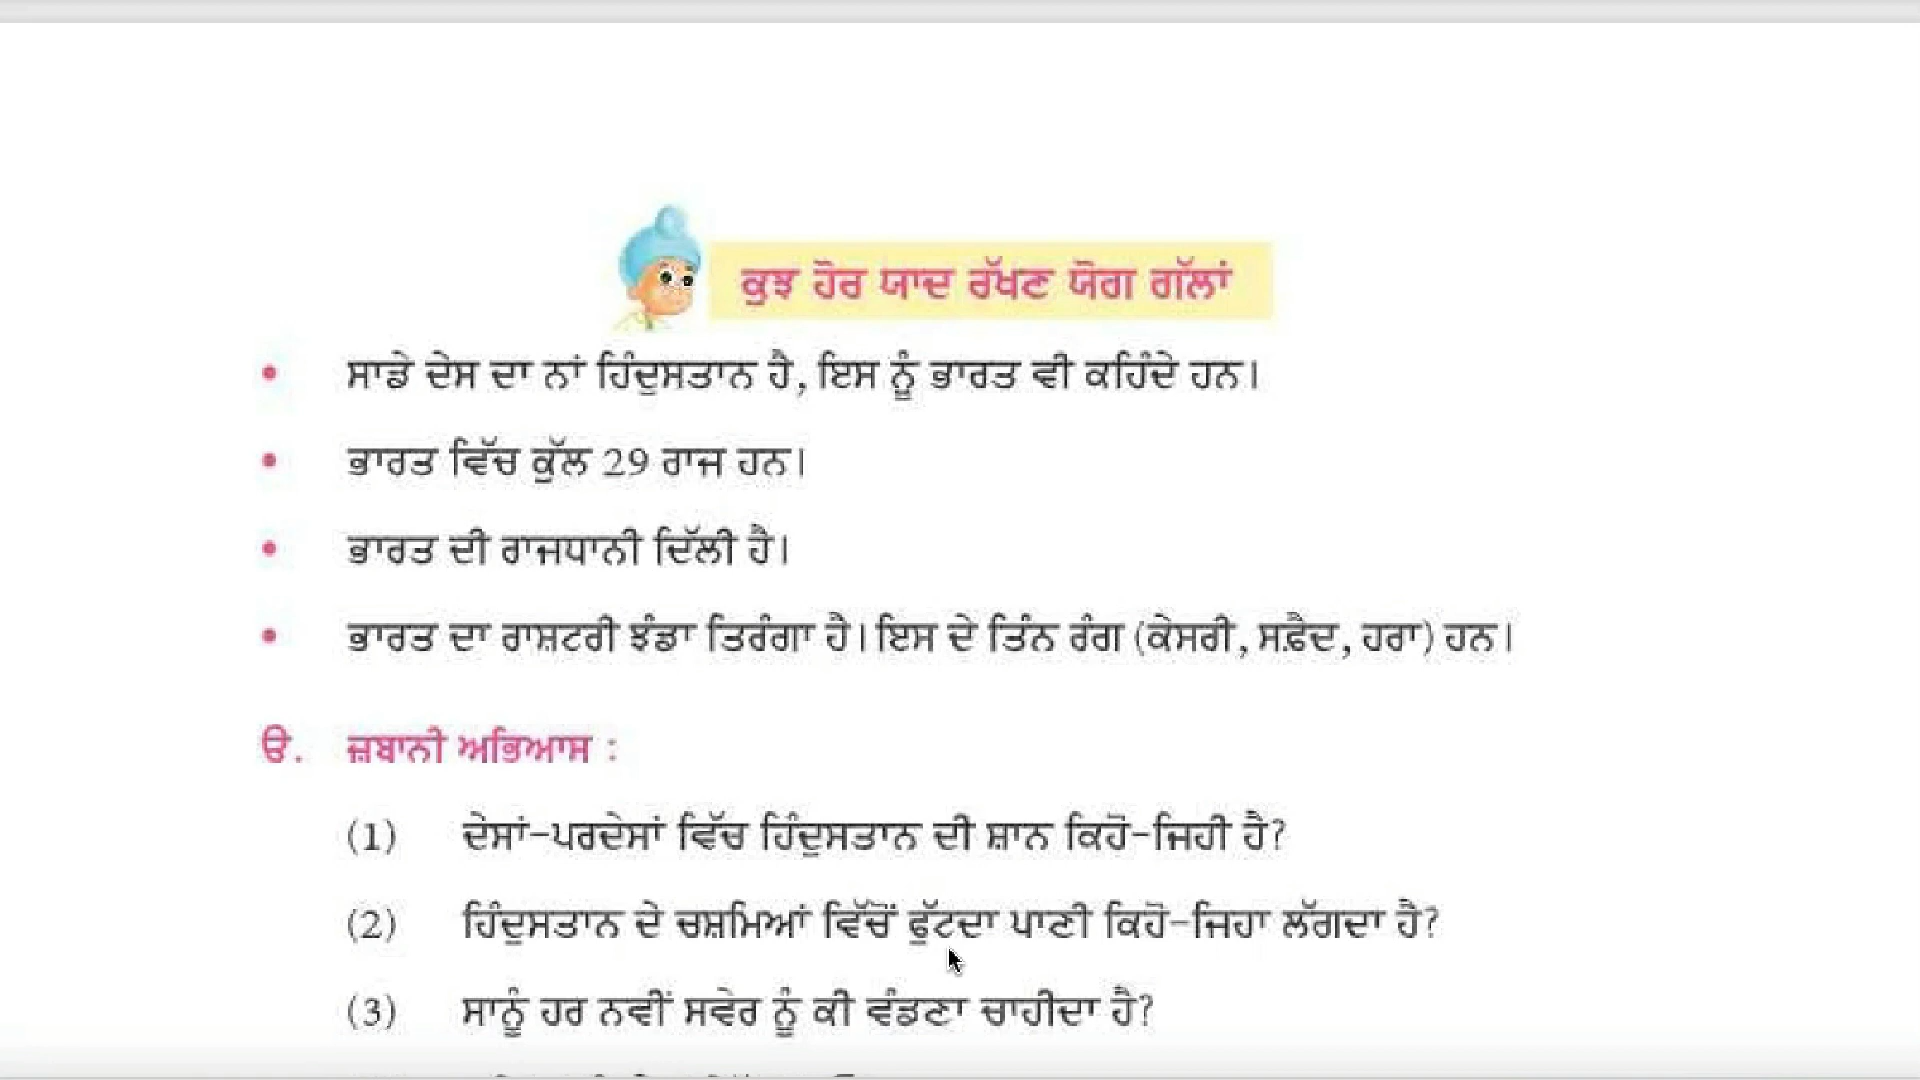 ਕੁਝ ਹੋਰ ਯਾਦ ਰੱਖਣ ਯੋਗ ਗੱਲਾਂ
• ਸਾਡੇ ਦੇਸ ਦਾ ਨਾਂ ਹਿੰਦੁਸਤਾਨ ਹੈ, ਇਸ ਨੂੰ ਭਾਰਤ ਵੀ ਕਹਿੰਦੇ ਹਨ।
• ਭਾਰਤ ਵਿੱਚ ਕੁੱਲ 29 ਰਾਜ ਹਨ।
• ਭਾਰਤ ਦੀ ਰਾਜਧਾਨੀ ਦਿੱਲੀ ਹੈ।
• ਭਾਰਤ ਦਾ ਰਾਸ਼ਟਰੀ ਝੰਡਾ ਤਿਰੰਗਾ ਹੈ। ਇਸ ਦੇ ਤਿੰਨ ਰੰਗ (ਕੇਸਰੀ, ਸਫ਼ੈਦ, ਹਰਾ) ਹਨ।
ੳ. ਜ਼ਬਾਨੀ ਅਭਿਆਸ :
(1) ਦੇਸਾਂ-ਪਰਦੇਸਾਂ ਵਿੱਚ ਹਿੰਦੁਸਤਾਨ ਦੀ ਸ਼ਾਨ ਕਿਹੋ-ਜਿਹੀ ਹੈ?
(2) ਹਿੰਦੁਸਤਾਨ ਦੇ ਚਸ਼ਮਿਆਂ ਵਿੱਚੋਂ ਫੁੱਟਦਾ ਪਾਣੀ ਕਿਹੋ-ਜਿਹਾ ਲੱਗਦਾ ਹੈ?
(3) ਸਾਨੂੰ ਹਰ ਨਵੀਂ ਸਵੇਰ ਨੂੰ ਕੀ ਵੰਡਣਾ ਚਾਹੀਦਾ ਹੈ?